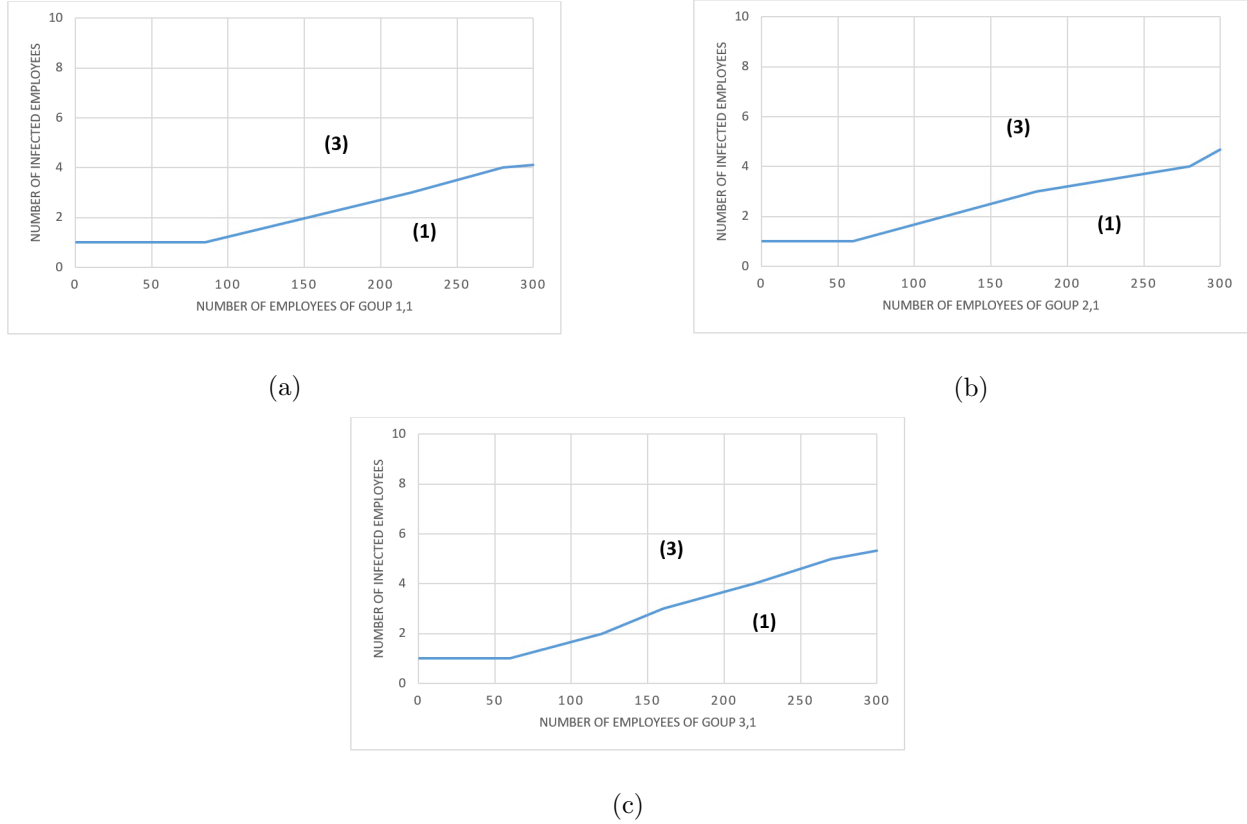 10
8
6
4
2
0
NUMBER OF INFECTED EMPLOYEES
(3)
(1)
0 50 100 150 200 250 300
NUMBER OF EMPLOYEES OF GOUP 1,1
(a)
10
8
6
4
2
0
NUMBER OF INFECTED EMPLOYEES
(3)
(1)
0 50 100 150 200 250 300
NUMBER OF EMPLOYEES OF GOUP 2,1
(b)
10
8
6
4
2
0
NUMBER OF INFECTED EMPLOYEES
(3)
(1)
0 50 100 150 200 250 300
NUMBER OF EMPLOYEES OF GOUP 3,1
(c)